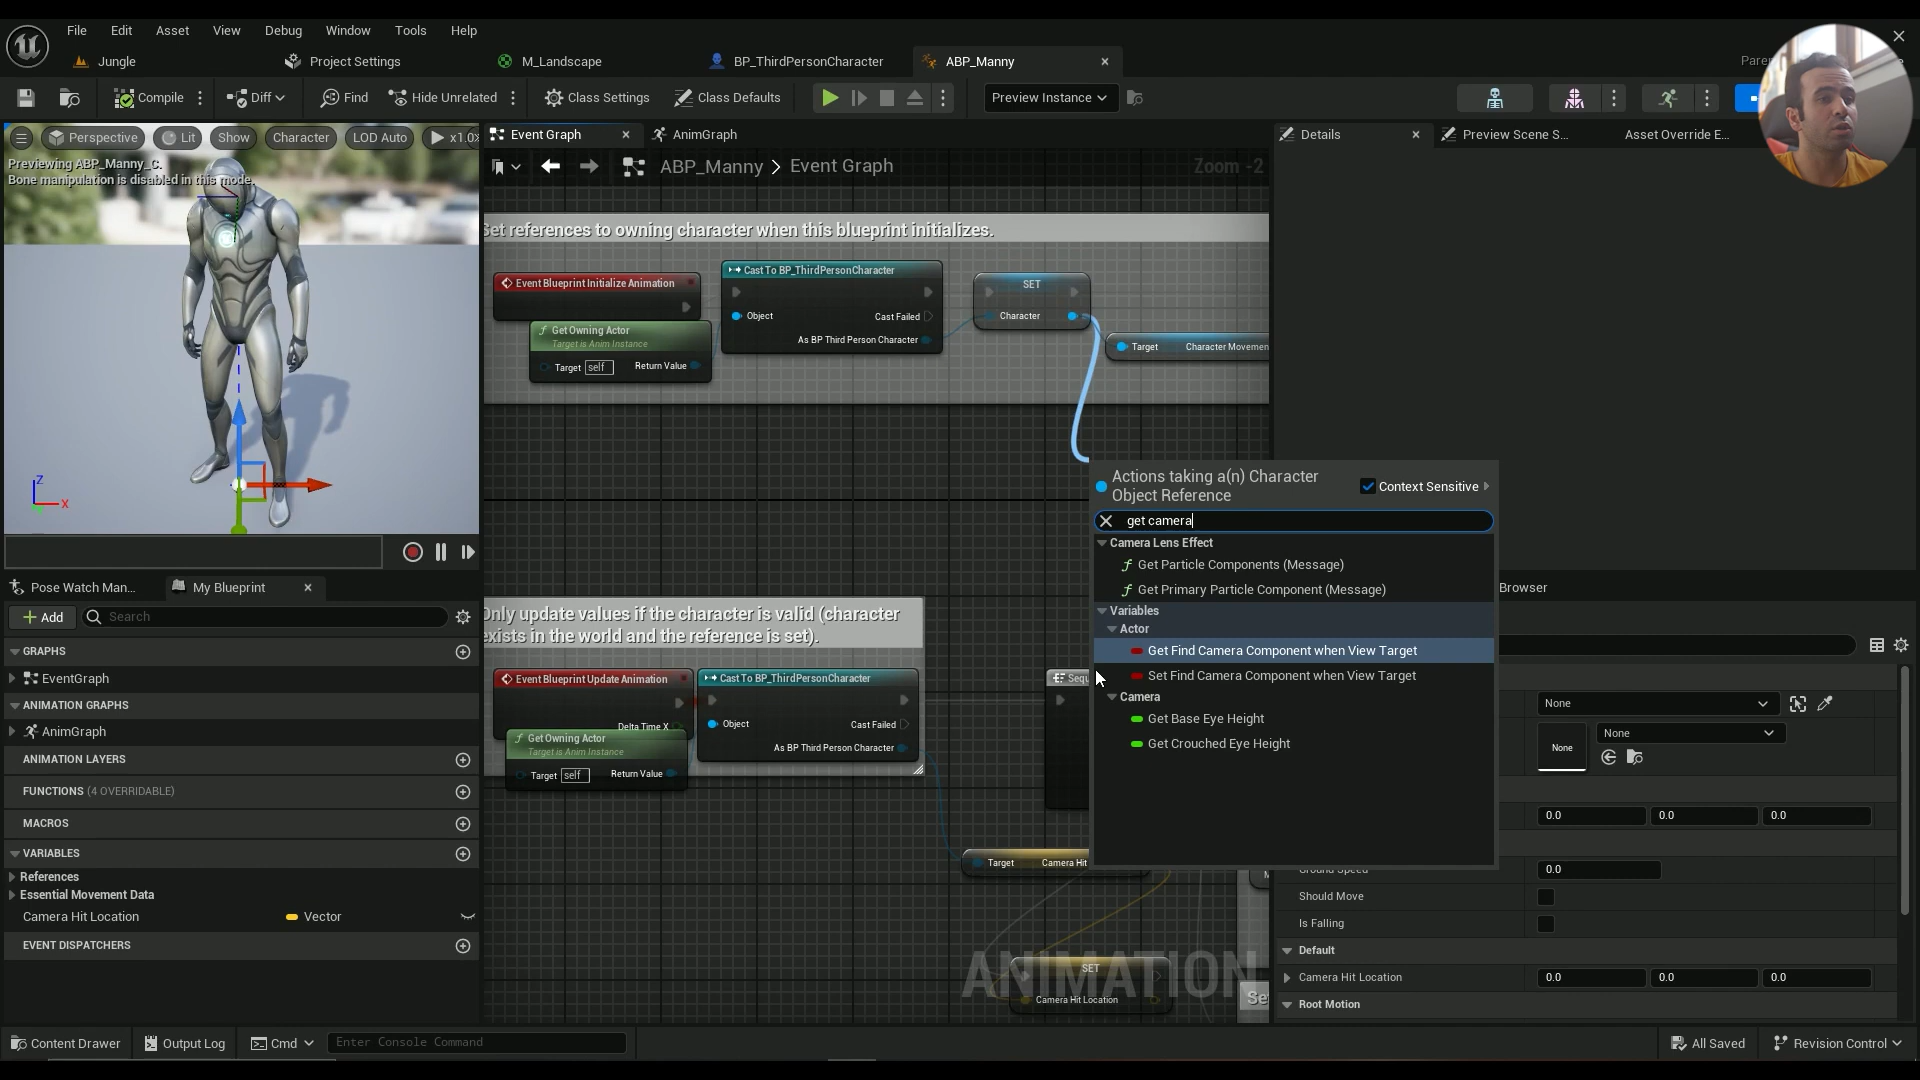 File
Edit
Asset
View
Debug
Window
Tools
Help
Jungle
Project Settings
M_Landscape
BP_ThirdPersonCharacter
ABP_Manny
Compile
Diff
Find
Hide Unrelated
Class Settings
Class Defaults
Preview Instance
Perspective
Lit
Show
Character
LOD Auto
x1.0
Previewing ABP_Manny_C.
Bone manipulation is disabled in this mode.
Z
X
Event Graph
AnimGraph
ABP_Manny > Event Graph
Zoom -2
Set references to owning character when this blueprint initializes.
Event Blueprint Initialize Animation
Get Owning Actor
Target is Anim Instance
Target
self
Return Value
Cast To BP_ThirdPersonCharacter
Object
Cast Failed
As BP Third Person Character
SET
Character
Target
Character Movemen
Only update values if the character is valid (character
exists in the world and the reference is set).
Event Blueprint Update Animation
Delta Time X
Get Owning Actor
Target is Anim Instance
Target
self
Return Value
Cast To BP_ThirdPersonCharacter
Object
Cast Failed
As BP Third Person Character
Sequ
Target
Camera Hit
SET
Camera Hit Location
ANIMATION
Se
Actions taking a(n) Character
Object Reference
Context Sensitive
get camera
Camera Lens Effect
Get Particle Components (Message)
Get Primary Particle Component (Message)
Variables
Actor
Get Find Camera Component when View Target
Set Find Camera Component when View Target
Camera
Get Base Eye Height
Get Crouched Eye Height
Details
Preview Scene S...
Asset Override E...
Browser
None
None
None
0.0
0.0
0.0
Ground Speed
0.0
Should Move
Is Falling
Default
Camera Hit Location
0.0
0.0
0.0
Root Motion
Pose Watch Man...
My Blueprint
Add
Search
GRAPHS
EventGraph
ANIMATION GRAPHS
AnimGraph
ANIMATION LAYERS
FUNCTIONS (4 OVERRIDABLE)
MACROS
VARIABLES
References
Essential Movement Data
Camera Hit Location
Vector
EVENT DISPATCHERS
Content Drawer
Output Log
Cmd
Enter Console Command
All Saved
Revision Control